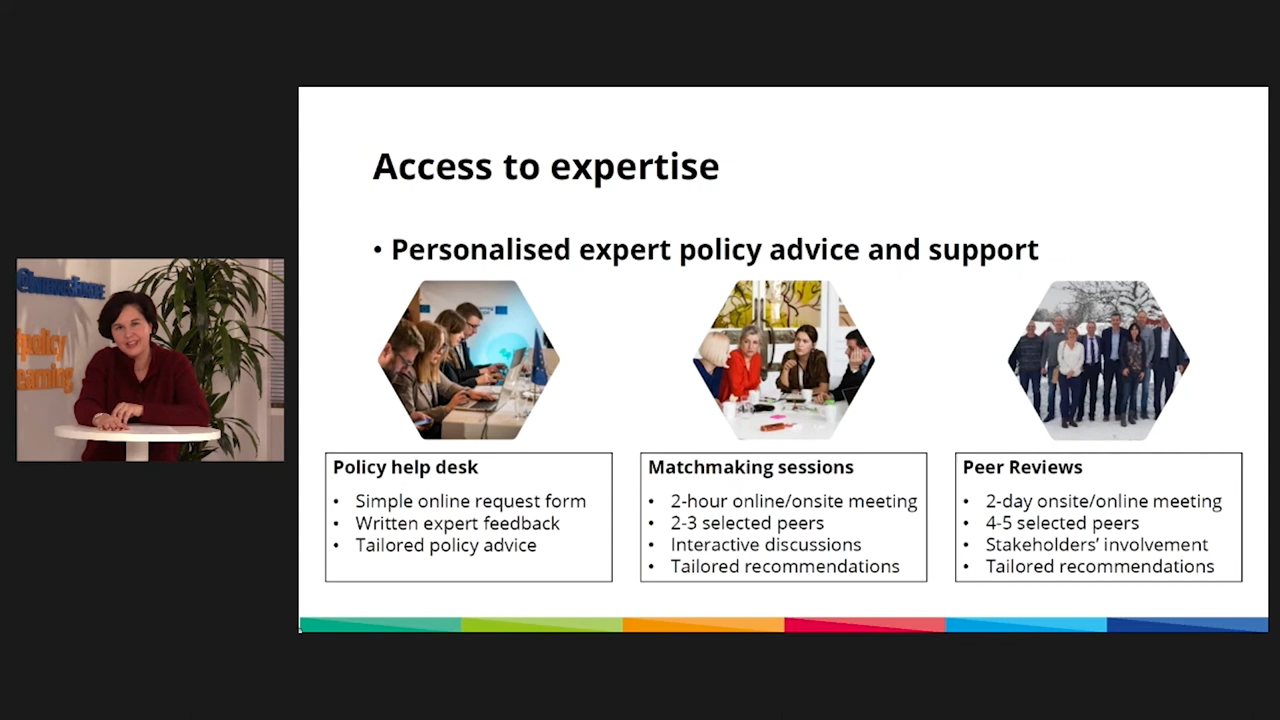 Access to expertise
• Personalised expert policy advice and support
policy
Policy help desk
• Simple online request form
• Written expert feedback
• Tailored policy advice
Matchmaking sessions
• 2-hour online/onsite meeting
• 2-3 selected peers
• Interactive discussions
• Tailored recommendations
Peer Reviews
• 2-day onsite/online meeting
• 4-5 selected peers
• Stakeholders’ involvement
• Tailored recommendations